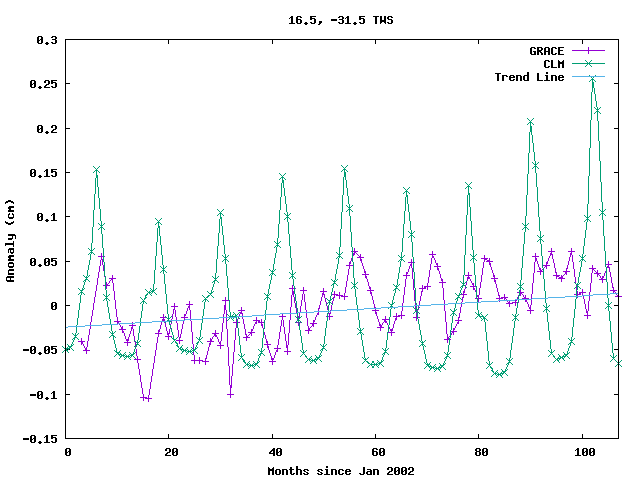 16.5, -31.5 TWS
GRACE
CLM
Trend Line
0.3
0.25
0.2
0.15
0.1
0.05
0
-0.05
-0.1
-0.15
Anomaly (cm)
0 20 40 60 80 100
Months since Jan 2002